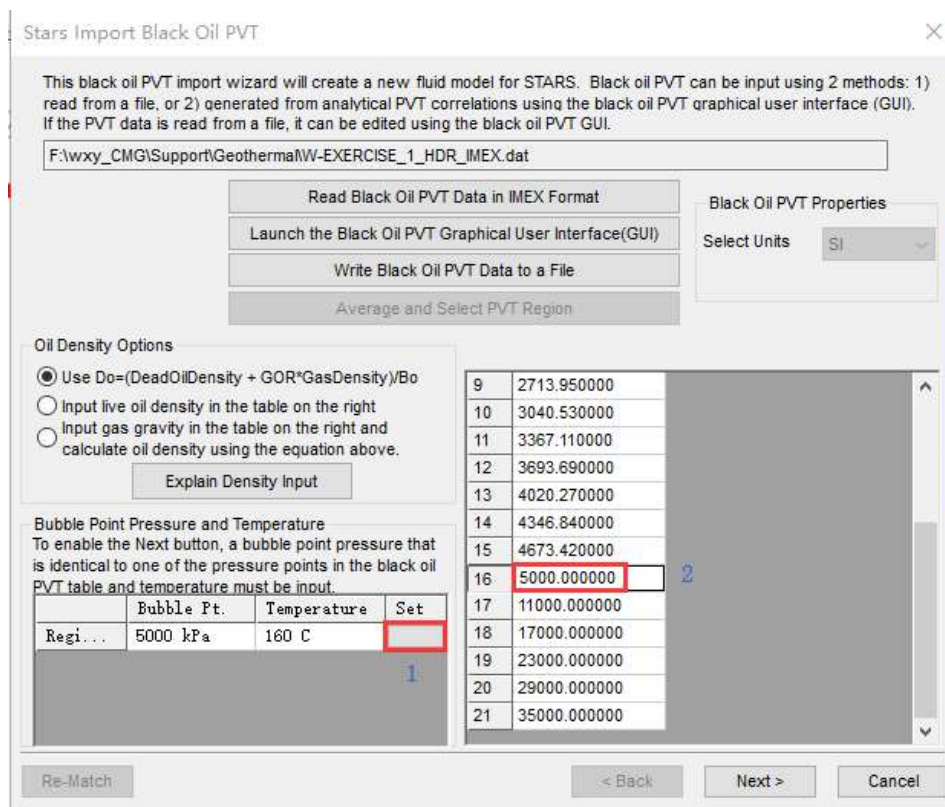 Stars Import Black Oil PVT
This black oil PVT import wizard will create a new fluid model for STARS. Black oil PVT can be input using 2 methods: 1)
read from a file, or 2) generated from analytical PVT correlations using the black oil PVT graphical user interface (GUI).
If the PVT data is read from a file, it can be edited using the black oil PVT GUI.
F:\wxy_CMG\Support\Geothermal\W-EXERCISE_1_HDR_IMEX.dat
Read Black Oil PVT Data in IMEX Format
Launch the Black Oil PVT Graphical User Interface(GUI)
Write Black Oil PVT Data to a File
Average and Select PVT Region
Black Oil PVT Properties
Select Units SI
Oil Density Options
Use Do=(DeadOilDensity + GOR*GasDensity)/Bo
Input live oil density in the table on the right
Input gas gravity in the table on the right and
calculate oil density using the equation above.
Explain Density Input
Bubble Point Pressure and Temperature
To enable the Next button, a bubble point pressure that
is identical to one of the pressure points in the black oil
PVT table and temperature must be input.
Bubble Pt. Temperature Set
Regi... 5000 kPa 160 C
1
9 2713.950000
10 3040.530000
11 3367.110000
12 3693.690000
13 4020.270000
14 4346.840000
15 4673.420000
16 5000.000000 2
17 11000.000000
18 17000.000000
19 23000.000000
20 29000.000000
21 35000.000000
Re-Match
< Back
Next >
Cancel